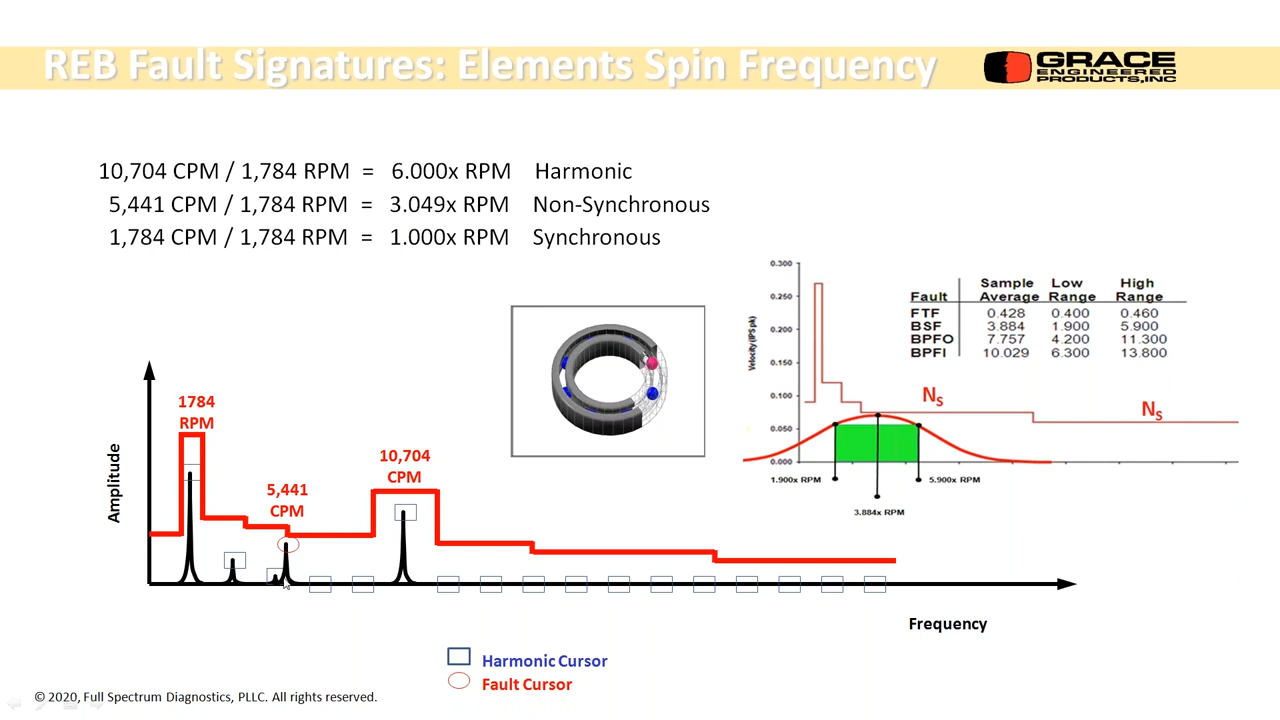 REB Fault Signatures: Elements Spin Frequency
GRACE
ENGINEERED
PRODUCTS, INC
10,704 CPM / 1,784 RPM = 6.000x RPM Harmonic
5,441 CPM / 1,784 RPM = 3.049x RPM Non-Synchronous
1,784 CPM / 1,784 RPM = 1.000x RPM Synchronous
0.300
0.250
0.200
0.150
0.100
0.050
0.000
Velocity (IPS pk)
Sample Low High
Fault Average Range Range
FTF 0.428 0.400 0.460
BSF 3.884 1.900 5.900
BPFO 7.757 4.200 11.300
BPFI 10.029 6.300 13.800
NS
NS
1.900x RPM
5.900x RPM
3.884x RPM
1784
RPM
5,441
CPM
10,704
CPM
Amplitude
Frequency
Harmonic Cursor
Fault Cursor
© 2020, Full Spectrum Diagnostics, PLLC. All rights reserved.